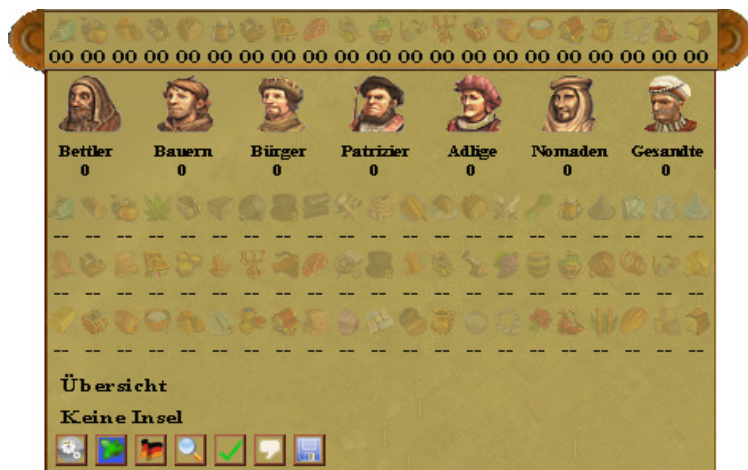 00 00 00 00 00 00 00 00 00 00 00 00 00 00 00 00 00 00 00 00 00
Bettler Bauern Bürger Patrizier Adlige Nomaden Gesandte
0 0 0 0 0 0 0
-- -- -- -- -- -- -- -- -- -- -- -- -- -- -- -- -- -- -- -- --
-- -- -- -- -- -- -- -- -- -- -- -- -- -- -- -- -- -- -- -- --
-- -- -- -- -- -- -- -- -- -- -- -- -- -- -- -- -- -- -- -- --
Übersicht
Keine Insel